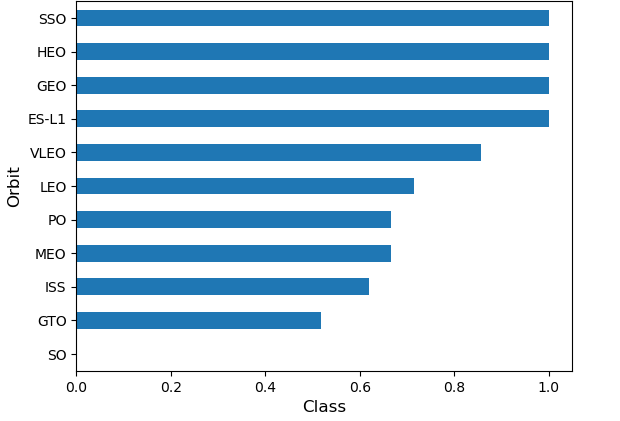 SSO
HEO
GEO
ES-L1
VLEO
LEO
PO
MEO
ISS
GTO
SO
Orbit
0.0 0.2 0.4 0.6 0.8 1.0
Class